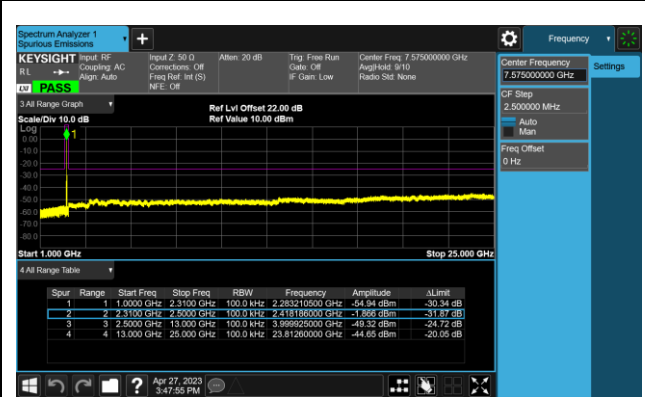 Spectrum Analyzer 1
Spurious Emissions
+
Frequency
KEYSIGHT
R L
LXI
PASS
Input: RF
Coupling: AC
Align: Auto
Input Z: 50 Ω
Corrections: Off
Freq Ref: Int (S)
NFE: Off
Atten: 20 dB
Trig: Free Run
Gate: Off
IF Gain: Low
Center Freq: 7.575000000 GHz
Avg|Hold: 9/10
Radio Std: None
Center Frequency
7.575000000 GHz
Settings
CF Step
2.500000 MHz
Auto
Man
Freq Offset
0 Hz
3 All Range Graph
Scale/Div 10.0 dB
Ref Lvl Offset 22.00 dB
Ref Value 10.00 dBm
Log
0.00
-10.0
-20.0
-30.0
-40.0
-50.0
-60.0
-70.0
-80.0
1
Start 1.000 GHz
Stop 25.000 GHz
4 All Range Table
Spur Range Start Freq Stop Freq RBW Frequency Amplitude ΔLimit
1 1 1.0000 GHz 2.3100 GHz 100.0 kHz 2.283210500 GHz -54.94 dBm -30.34 dB
2 2 2.3100 GHz 2.5000 GHz 100.0 kHz 2.418186000 GHz -1.866 dBm -31.87 dB
3 3 2.5000 GHz 13.000 GHz 100.0 kHz 3.999925000 GHz -49.32 dBm -24.72 dB
4 4 13.000 GHz 25.000 GHz 100.0 kHz 23.81260000 GHz -44.65 dBm -20.05 dB
?
Apr 27, 2023
3:47:55 PM